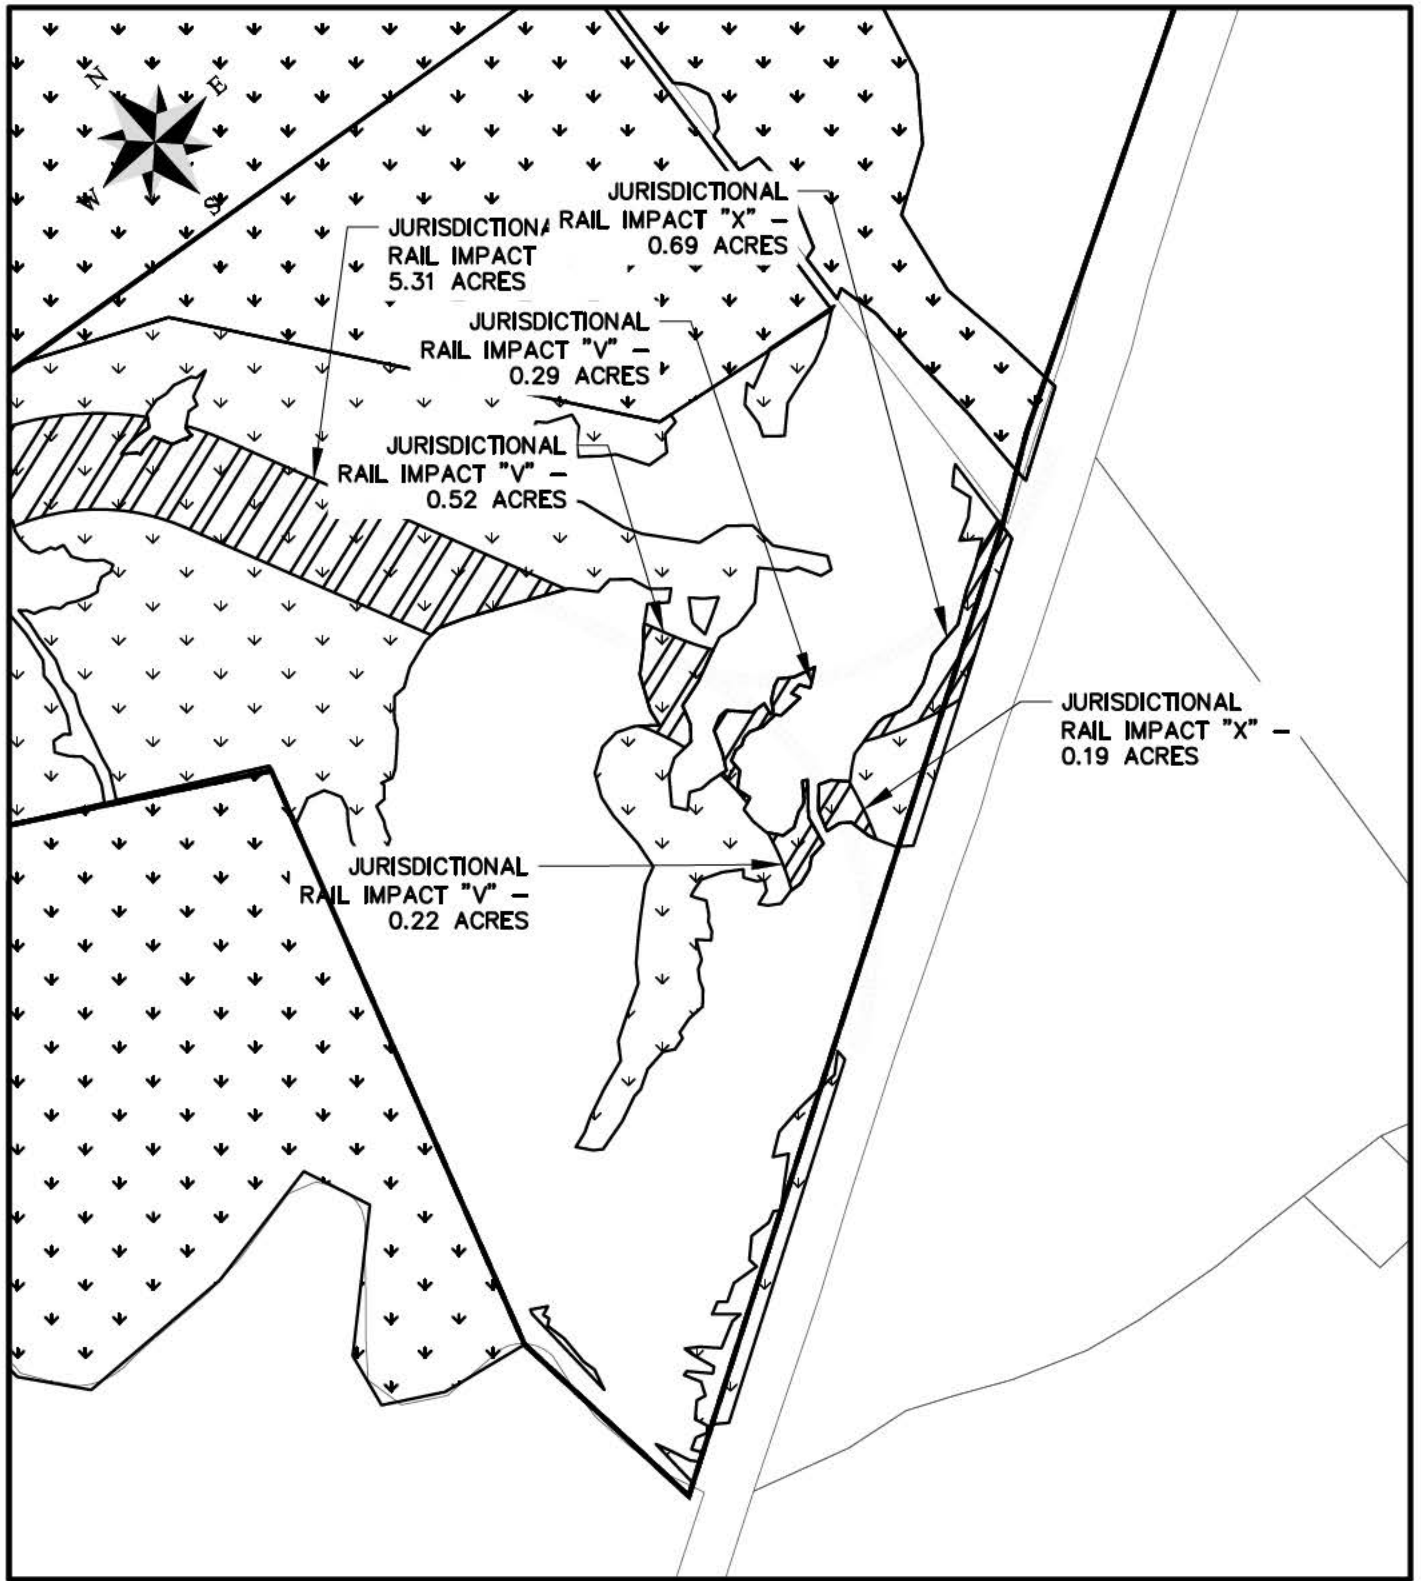 N
E
W
S
JURISDICTIONAL
RAIL IMPACT "X" –
0.69 ACRES
JURISDICTIONA
RAIL IMPACT
5.31 ACRES
JURISDICTIONAL
RAIL IMPACT "V" –
0.29 ACRES
JURISDICTIONAL
RAIL IMPACT "V" –
0.52 ACRES
JURISDICTIONAL
RAIL IMPACT "X" –
0.19 ACRES
JURISDICTIONAL
RAIL IMPACT "V" –
0.22 ACRES